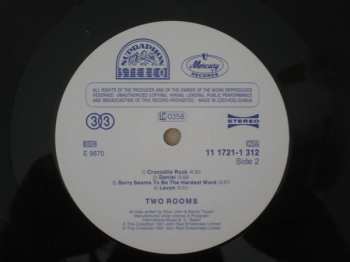 SUPRAPHON
STEREO
Mercury
RECORDS
ALL RIGHTS OF THE PRODUCER AND OF THE OWNER OF THE WORK REPRODUCED
RESERVED. UNAUTHORIZED COPYING, HIRING, LENDING, PUBLIC PERFORMANCE
AND BROADCASTING OF THIS RECORD PROHIBITED. MADE IN CZECHOSLOVAKIA
LC 0358
33
STEREO
E 9870
11 1721-1 312
Side 2
Crocodile Rock
Daniel
Sorry Seems To Be The Hardest Word
Levon
TWO ROOMS